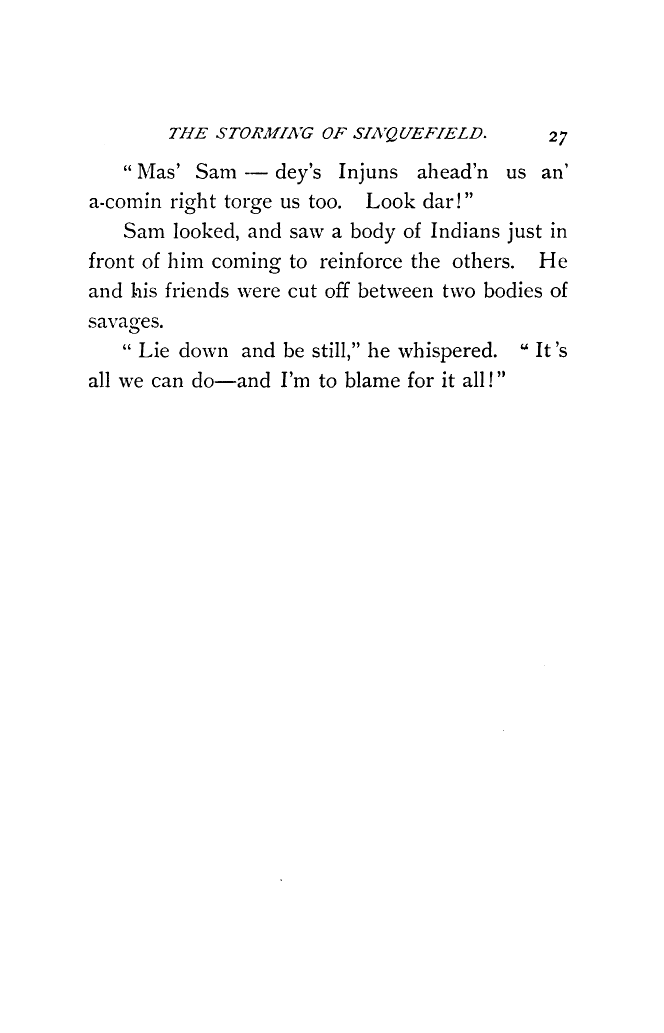 THE STORMING OF SINQUEFIELD. 27
“ Mas’ Sam — dey’s Injuns ahead’n us an’
a-comin right torge us too. Look dar!”
Sam looked, and saw a body of Indians just in
front of him coming to reinforce the others. He
and his friends were cut off between two bodies of
savages.
“ Lie down and be still,” he whispered. “ It ’s
all we can do—and I’m to blame for it all!”